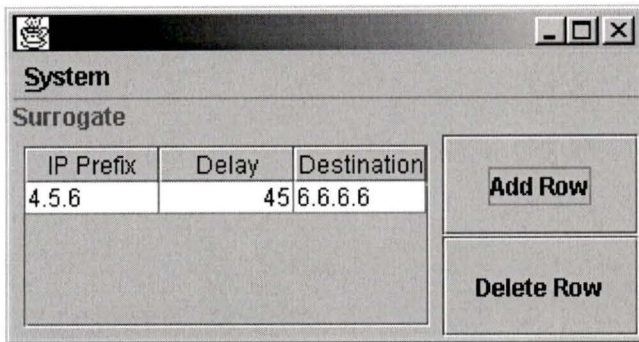 System
Surrogate
IP Prefix Delay Destination
4.5.6 45 6.6.6.6
Add Row
Delete Row